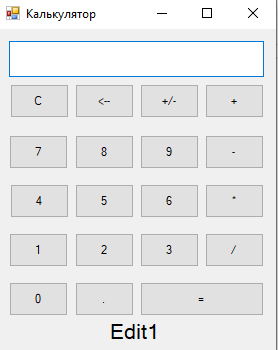 Калькулятор
C <-- +/- +
7 8 9 -
4 5 6 *
1 2 3 /
0 . =
Edit1